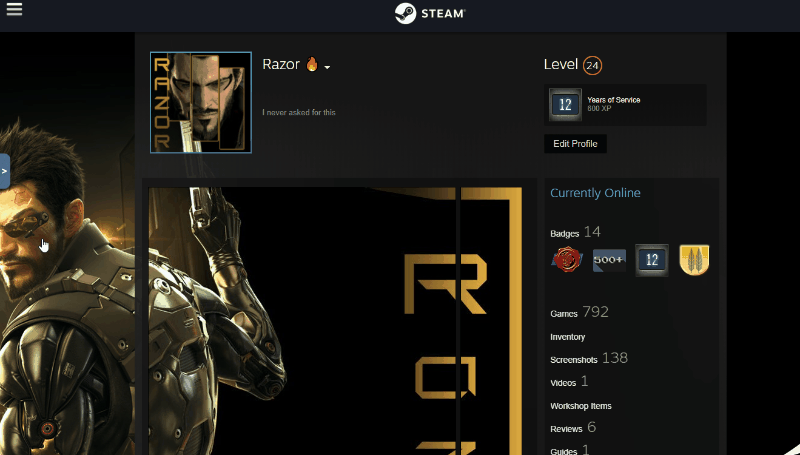 STEAM®
Razor 🔥
I never asked for this
RAZOR
Level 24
12
Years of Service
600 XP
Edit Profile
>
Currently Online
Badges 14
500+
12
Games 792
Inventory
Screenshots 138
Videos 1
Workshop Items
Reviews 6
Guides 1
R